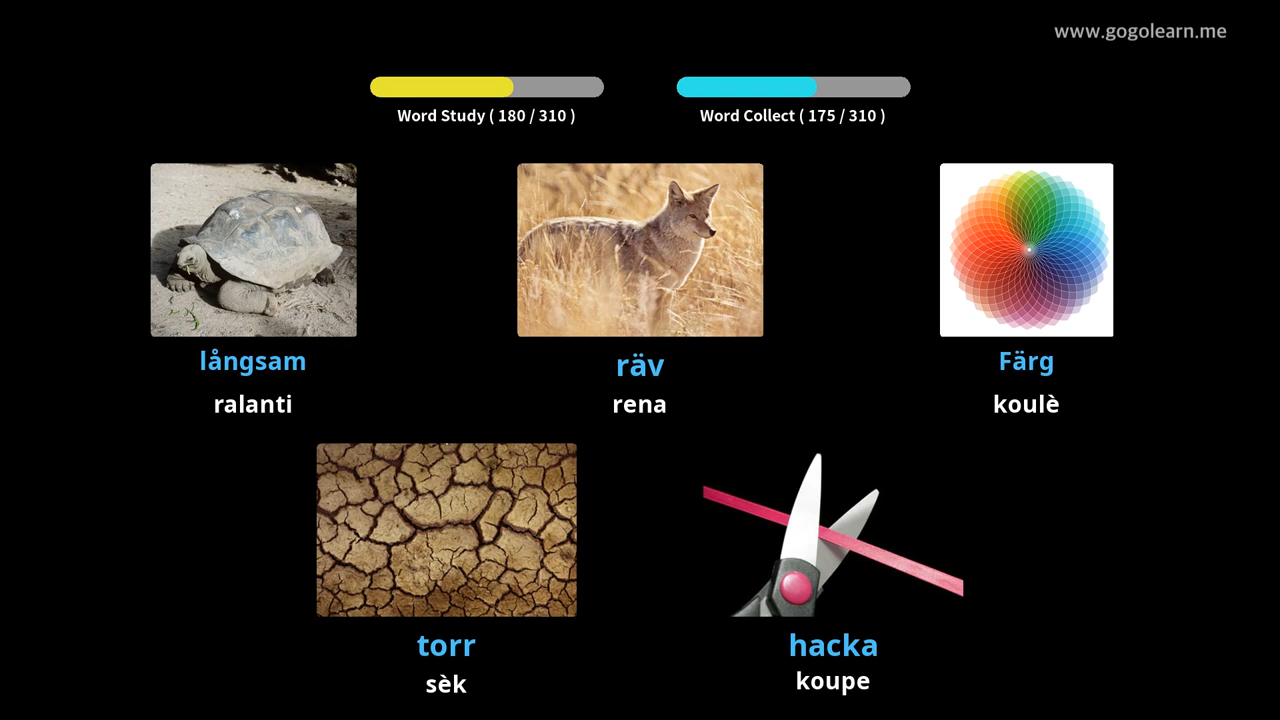 www.gogolearn.me
Word Study ( 180 / 310 )
Word Collect ( 175 / 310 )
långsam
räv
Färg
ralanti
rena
koulè
torr
hacka
sèk
koupe